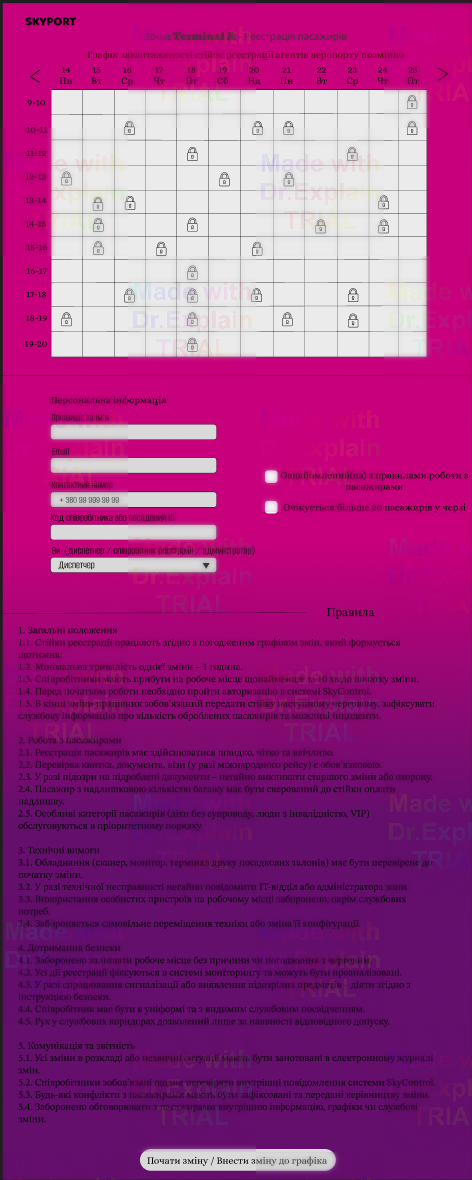 SKYPORT
Зона Terminal B - Реєстрація пасажирів
Графік завантаженості стійок реєстрації агентів аеропорту позмінно
14 15 16 17 18 19 20 21 22 23 24 25
Пн Вт Ср Чт Пт Сб Нд Пн Вт Ср Чт Пт
9-10
10-11
11-12
12-13
13-14
14-15
15-16
16-17
17-18
18-19
19-20
Made with
Dr.Explain
TRIAL
Персональна інформація
Прізвище та ім'я
Email
Контактний номер
+ 380 99 999 99 99
Код співробітника або посадовий ID
Ви (диспетчер / співробітник реєстрації / адміністратор)
Диспетчер
Ознайомлений(на) з правилами роботи з
пасажирами
Очікується більше 20 пасажирів у черзі
Правила
1. Загальні положення
1.1. Стійки реєстрації працюють згідно з погодженим графіком змін, який формується
щотижня.
1.2. Мінімальна тривалість однієї зміни – 1 година.
1.3. Співробітники мають прибути на робоче місце щонайменше за 10 хв до початку зміни.
1.4. Перед початком роботи необхідно пройти авторизацію в системі SkyControl.
1.5. В кінці зміни працівник зобов'язаний передати стійку наступному черговому, зафіксувати
службову інформацію про кількість оброблених пасажирів та можливі інциденти.
2. Робота з пасажирами
2.1. Реєстрація пасажирів має здійснюватися швидко, чітко та ввічливо.
2.2. Перевірка квитка, документа, візи (у разі міжнародного рейсу) є обов'язковою.
2.3. У разі підозри на підроблені документи – негайно викликати старшого зміни або охорону.
2.4. Пасажир з надлишковою кількістю багажу має бути скерований до стійки оплати
надлишку.
2.5. Особливі категорії пасажирів (діти без супроводу, люди з інвалідністю, VIP)
обслуговуються в пріоритетному порядку
3. Технічні вимоги
3.1. Обладнання (сканер, монітор, термінал друку посадкових талонів) має бути перевірене до
початку зміни.
3.2. У разі технічної несправності негайно повідомити ІТ-відділ або адміністратора зони.
3.3. Використання особистих пристроїв на робочому місці заборонено, окрім службових
потреб.
3.4. Забороняється самовільне переміщення техніки або зміна її конфігурації.
4. Дотримання безпеки
4.1. Заборонено залишати робоче місце без причини чи погодження з черговим.
4.2. Усі дії реєстрації фіксуються в системі моніторингу та можуть бути проаналізовані.
4.3. У разі спрацювання сигналізації або виявлення підозрілих предметів – діяти згідно з
інструкцією безпеки.
4.4. Співробітник має бути в уніформі та з видимим службовим посвідченням.
4.5. Рух у службових коридорах дозволений лише за наявності відповідного допуску.
5. Комунікація та звітність
5.1. Усі зміни в розкладі або незвичні ситуації мають бути занотовані в електронному журналі
змін.
5.2. Співробітники зобов'язані щодня перевіряти внутрішні повідомлення системи SkyControl.
5.3. Будь-які конфлікти з пасажирами мають бути зафіксовані та передані керівництву зміни.
5.4. Заборонено обговорювати з пасажирами внутрішню інформацію, графіки чи службові
зміни.
Почати зміну / Внести зміну до графіка